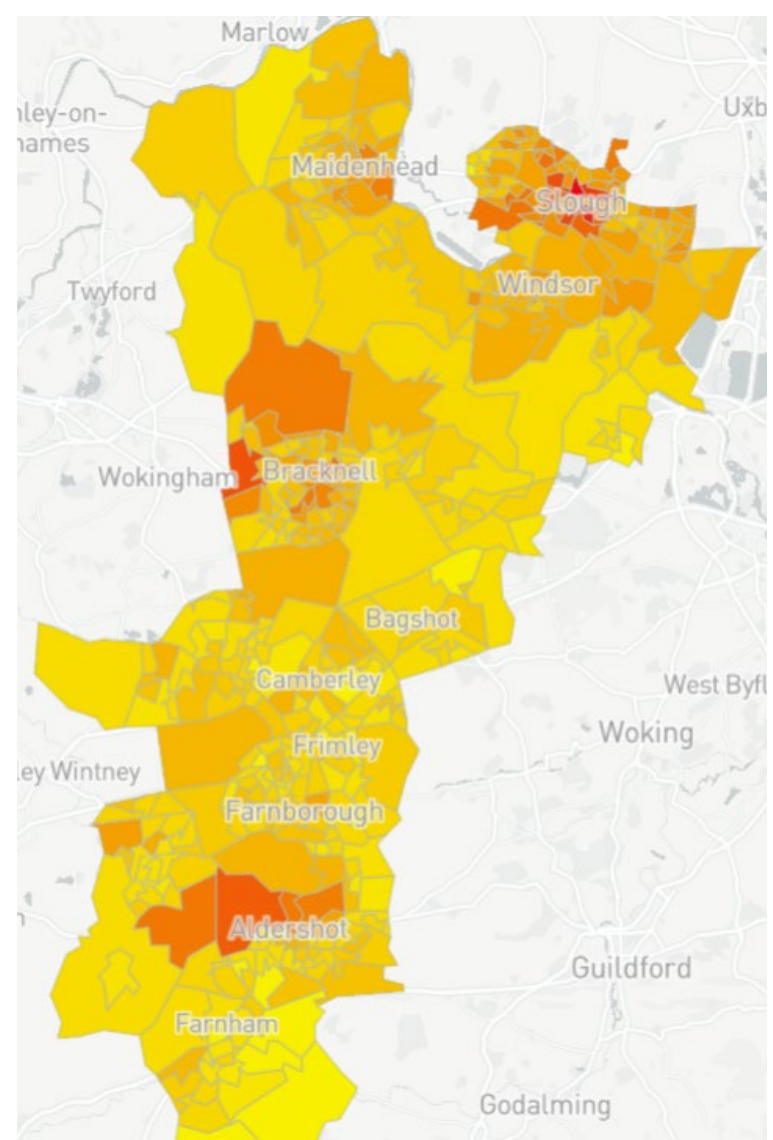 Marlow
nley-on-
hames
Uxb
Maidenhead
Slough
Windsor
Twyford
Wokingham
Bracknell
Bagshot
Camberley
West Byfl
Woking
Frimley
ley Wintney
Farnborough
Aldershot
Guildford
Farnham
Godalming